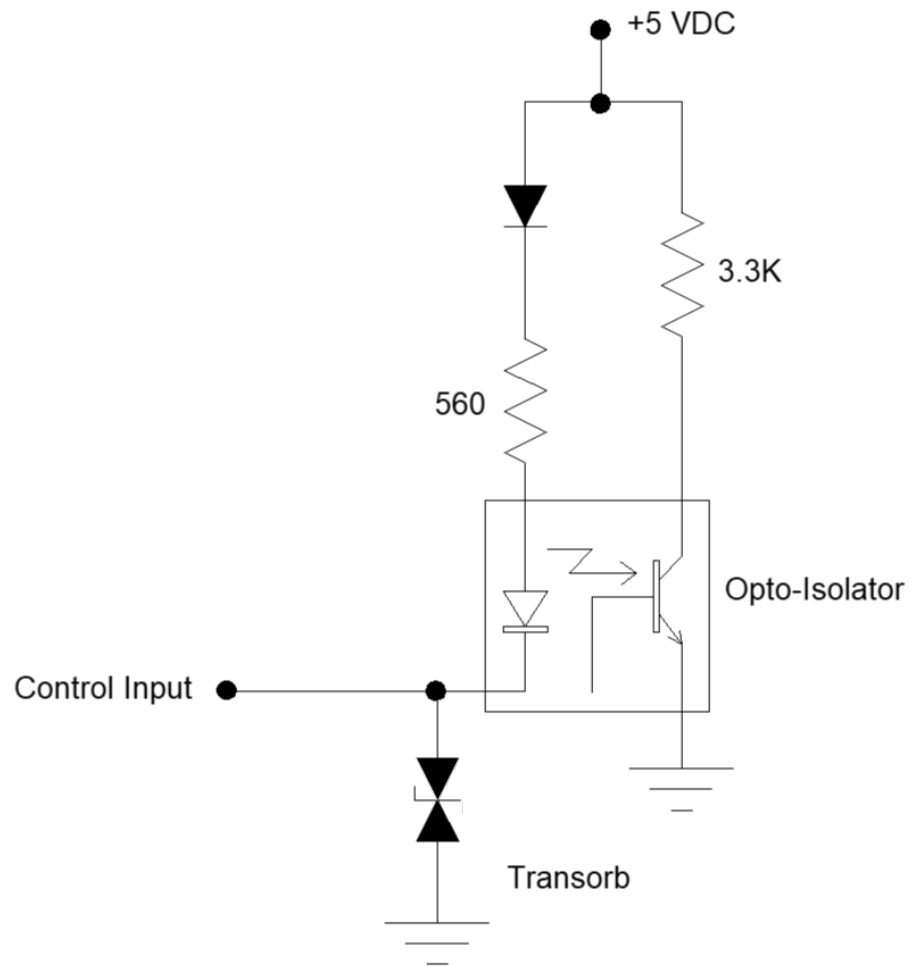 +5 VDC
3.3K
560
Opto-Isolator
Control Input
Transorb